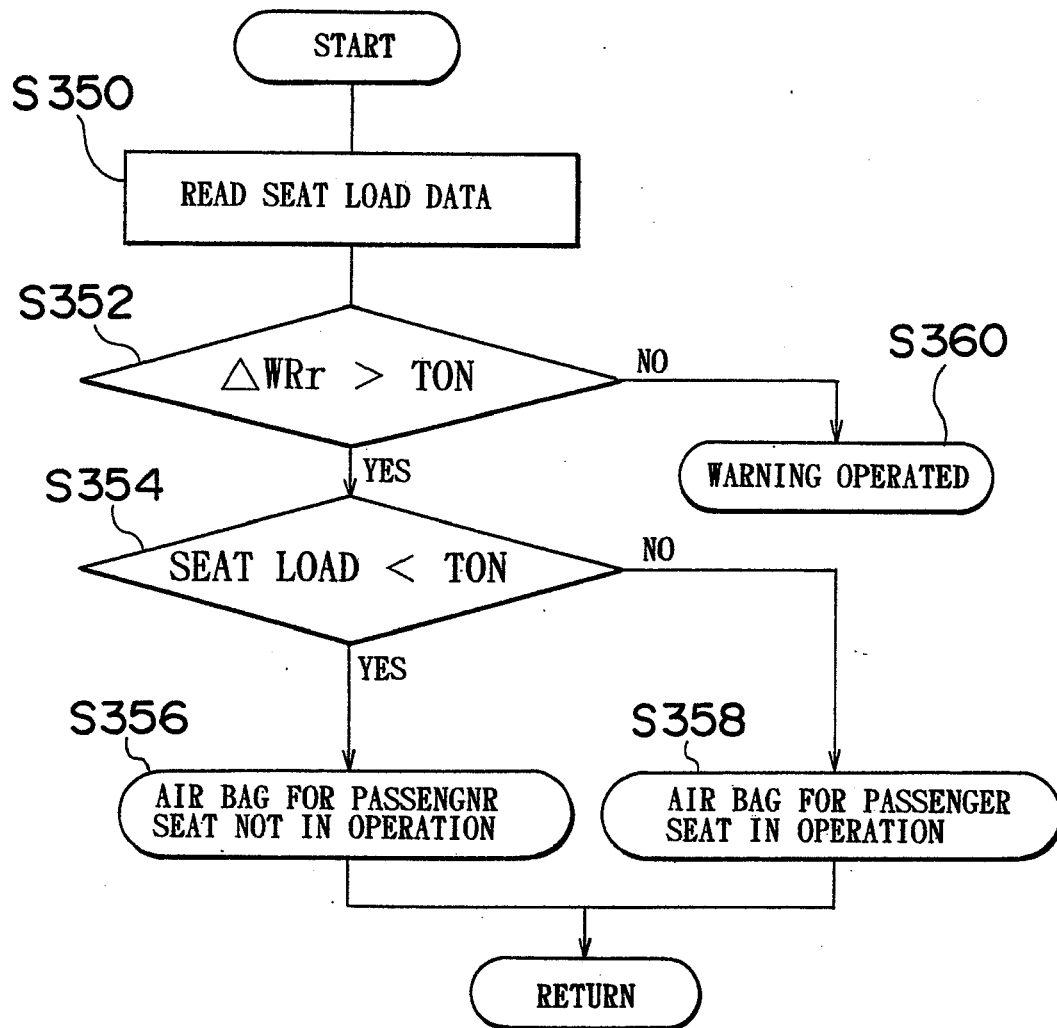 START
S350
READ SEAT LOAD DATA
S352
△WRr > TON
NO
S360
YES
WARNING OPERATED
S354
SEAT LOAD < TON
NO
YES
S356
S358
AIR BAG FOR PASSENGNR
SEAT NOT IN OPERATION
AIR BAG FOR PASSENGER
SEAT IN OPERATION
RETURN